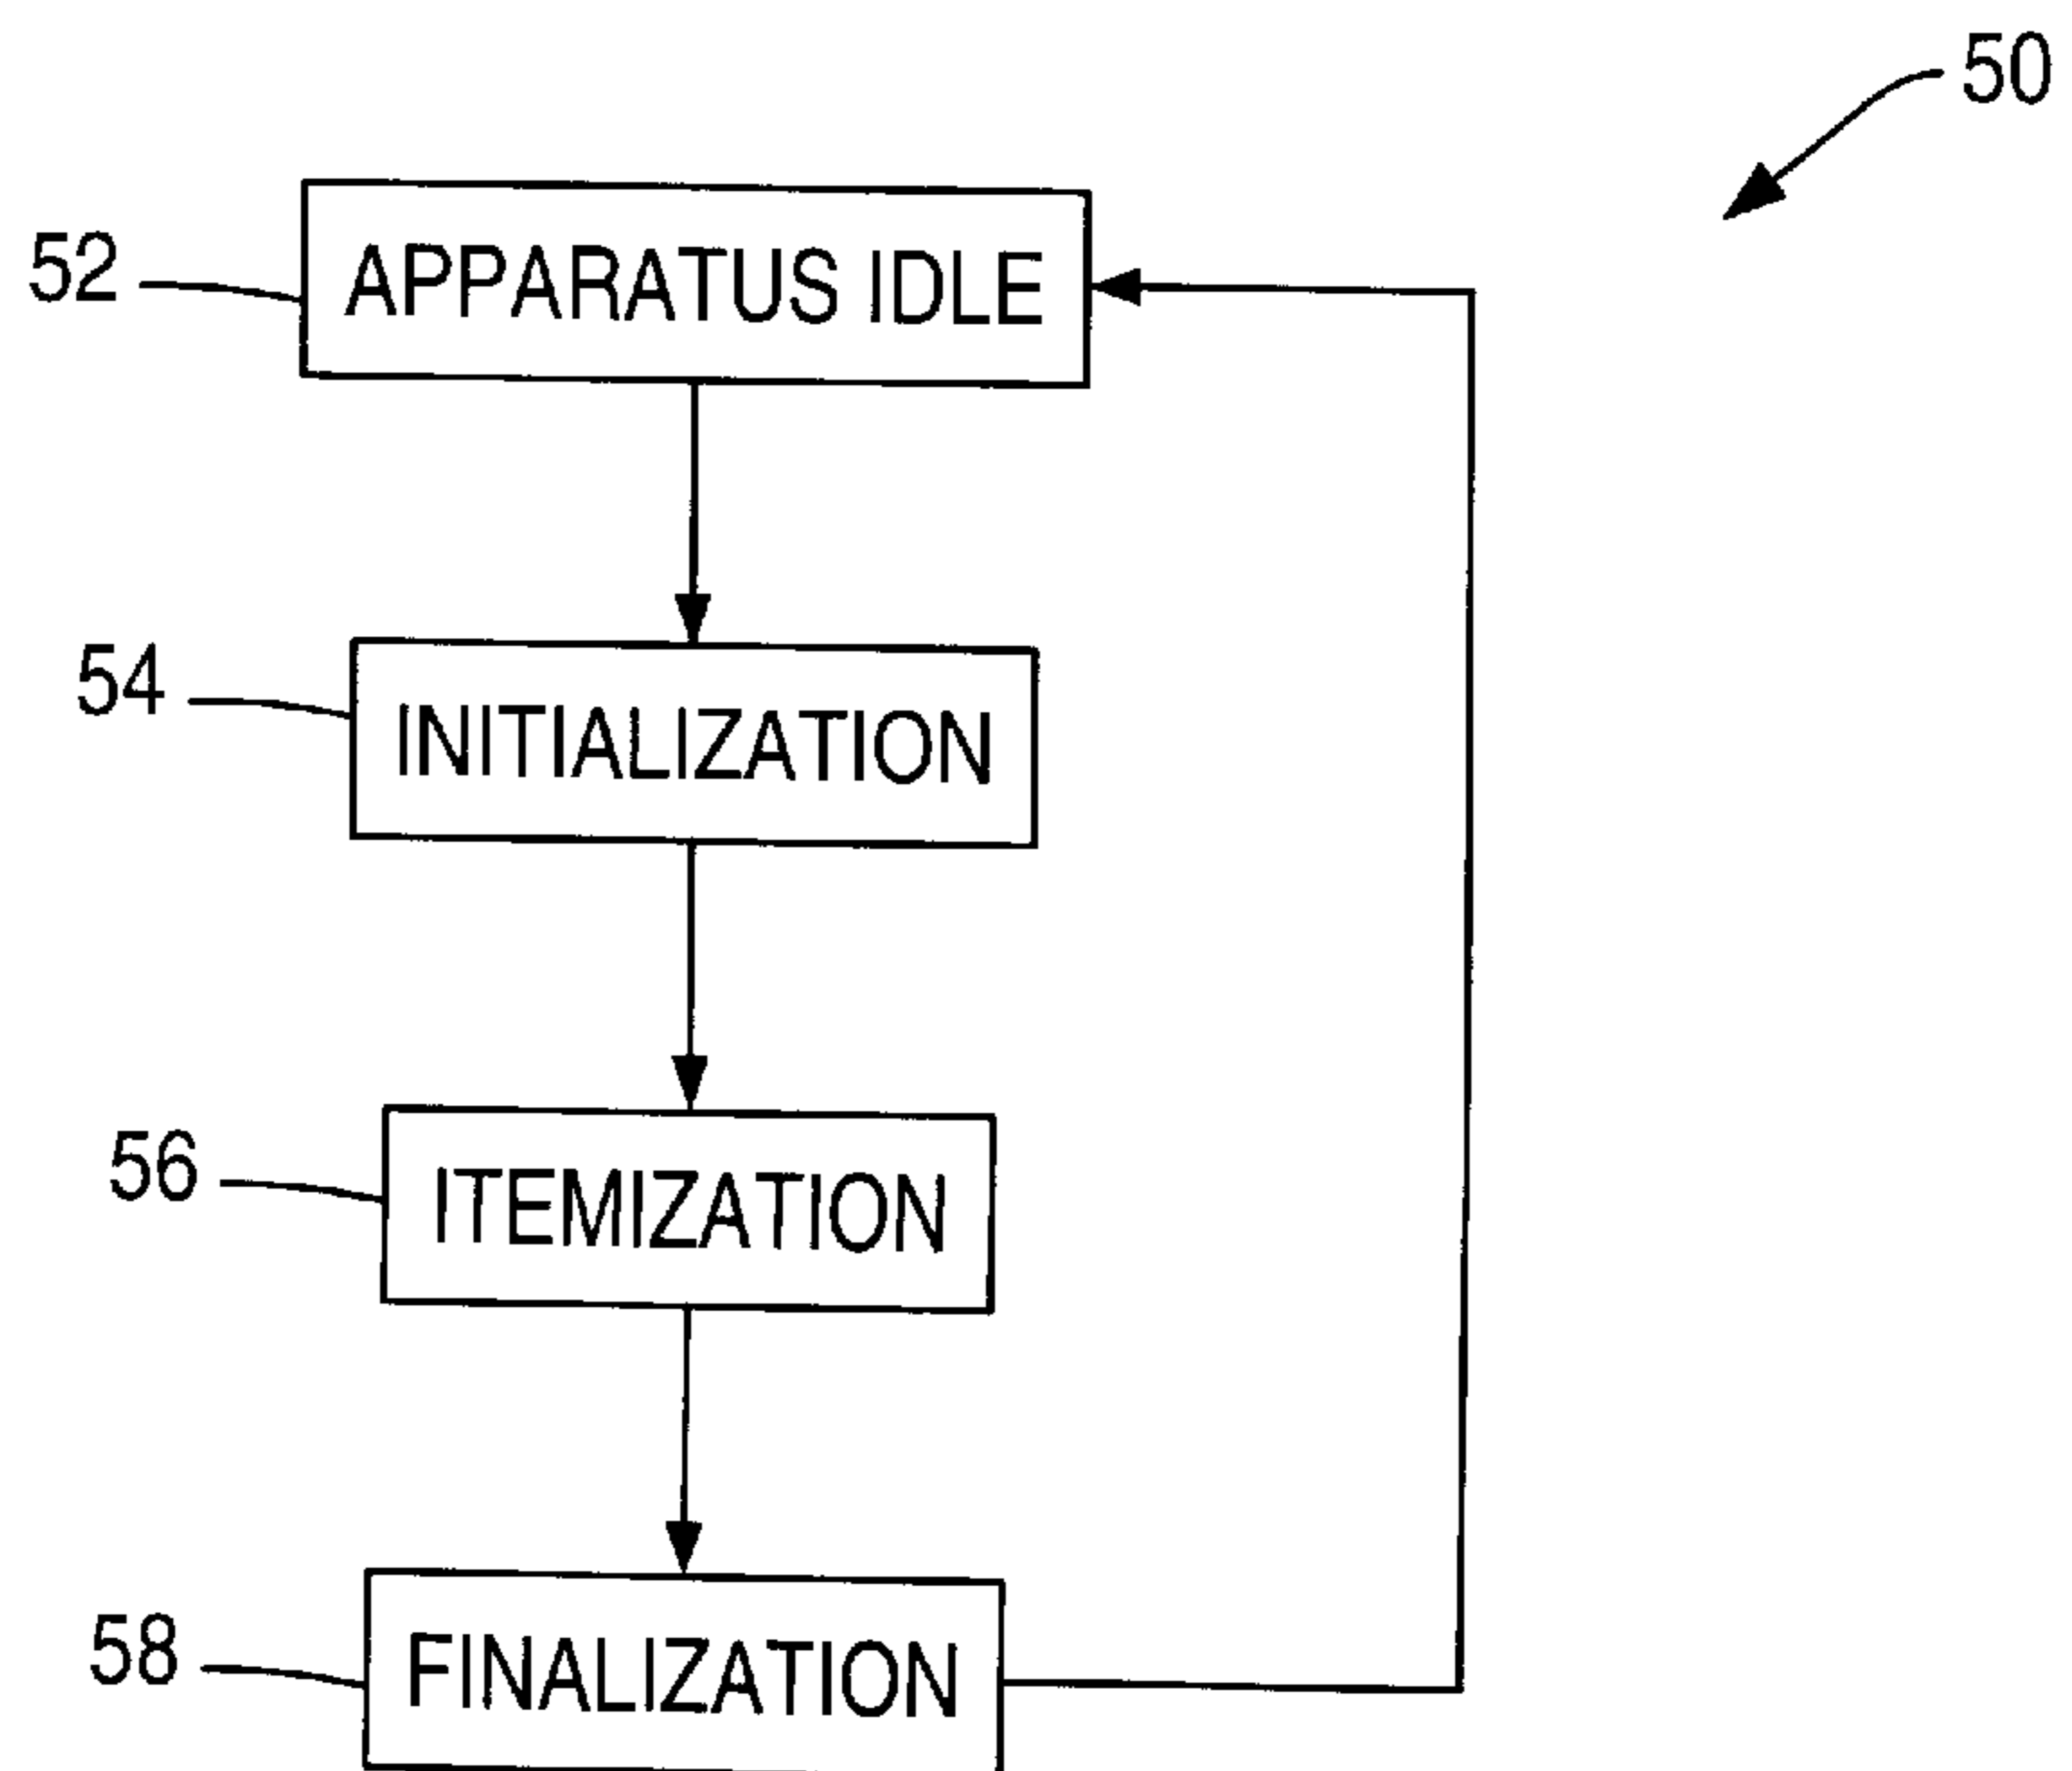 50
52 APPARATUS IDLE
54 INITIALIZATION
56 ITEMIZATION
58 FINALIZATION